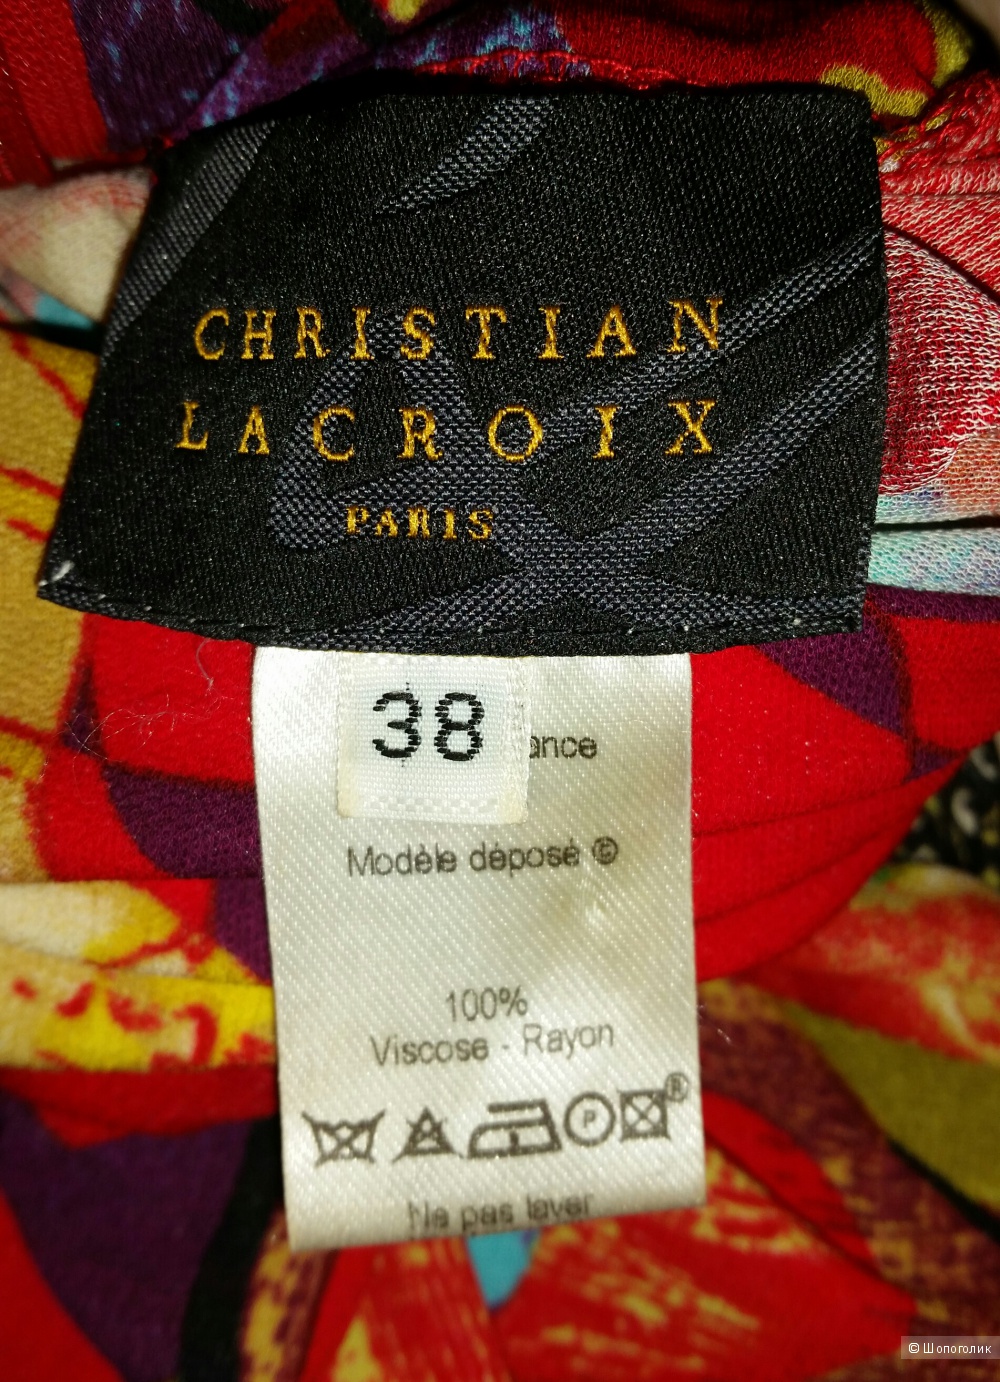 CHRISTIAN
LACROIX
PARIS
38
Modèle déposé ©
100%
Viscose - Rayon
P
®
Ne pas laver
© Шопоголик